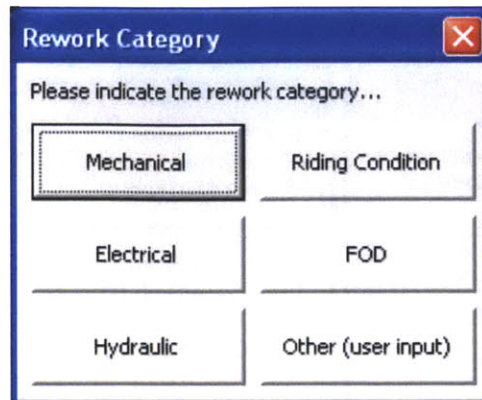 Rework Category
Please indicate the rework category...
Mechanical
Riding Condition
Electrical
FOD
Hydraulic
Other (user input)